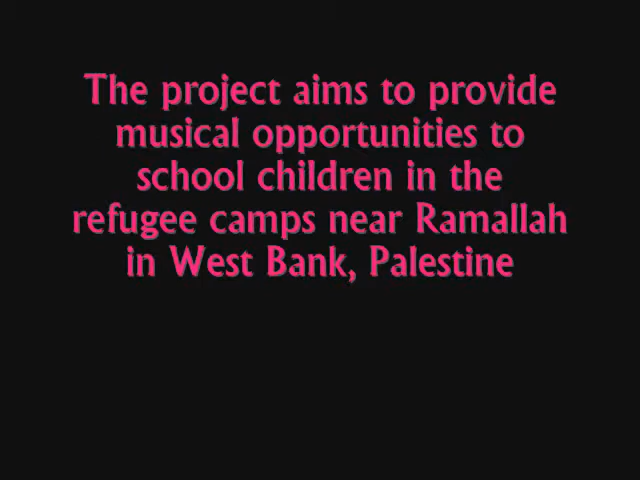 The project aims to provide
musical opportunities to
school children in the
refugee camps near Ramallah
in West Bank, Palestine